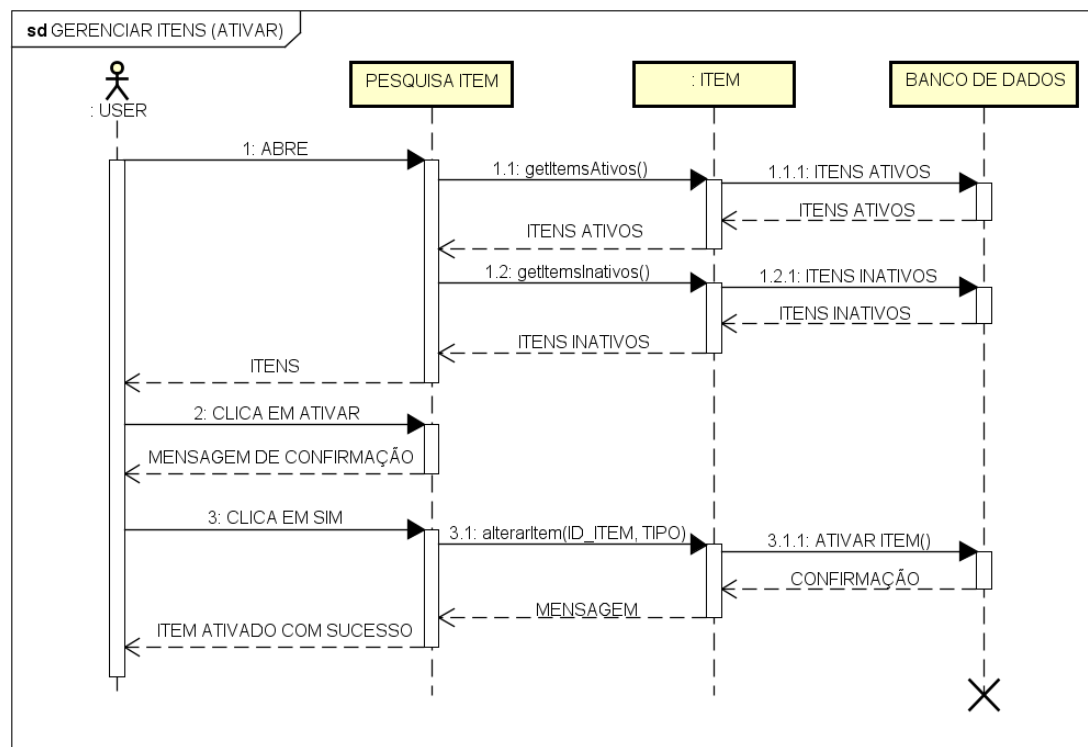 sd GERENCIAR ITENS (ATIVAR)
: USER
PESQUISA ITEM
: ITEM
BANCO DE DADOS
1: ABRE
1.1: getItemsAtivos()
1.1.1: ITENS ATIVOS
ITENS ATIVOS
ITENS ATIVOS
1.2: getItemsInativos()
1.2.1: ITENS INATIVOS
ITENS INATIVOS
ITENS INATIVOS
ITENS
2: CLICA EM ATIVAR
MENSAGEM DE CONFIRMAÇÃO
3: CLICA EM SIM
3.1: alterarItem(ID_ITEM, TIPO)
3.1.1: ATIVAR ITEM()
CONFIRMAÇÃO
MENSAGEM
ITEM ATIVADO COM SUCESSO